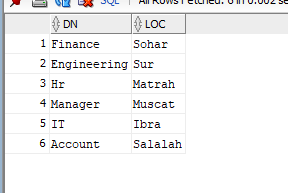 SQL | All Rows Fetched: 6 in 0.002 se
DN LOC
1 Finance Sohar
2 Engineering Sur
3 Hr Matrah
4 Manager Muscat
5 IT Ibra
6 Account Salalah